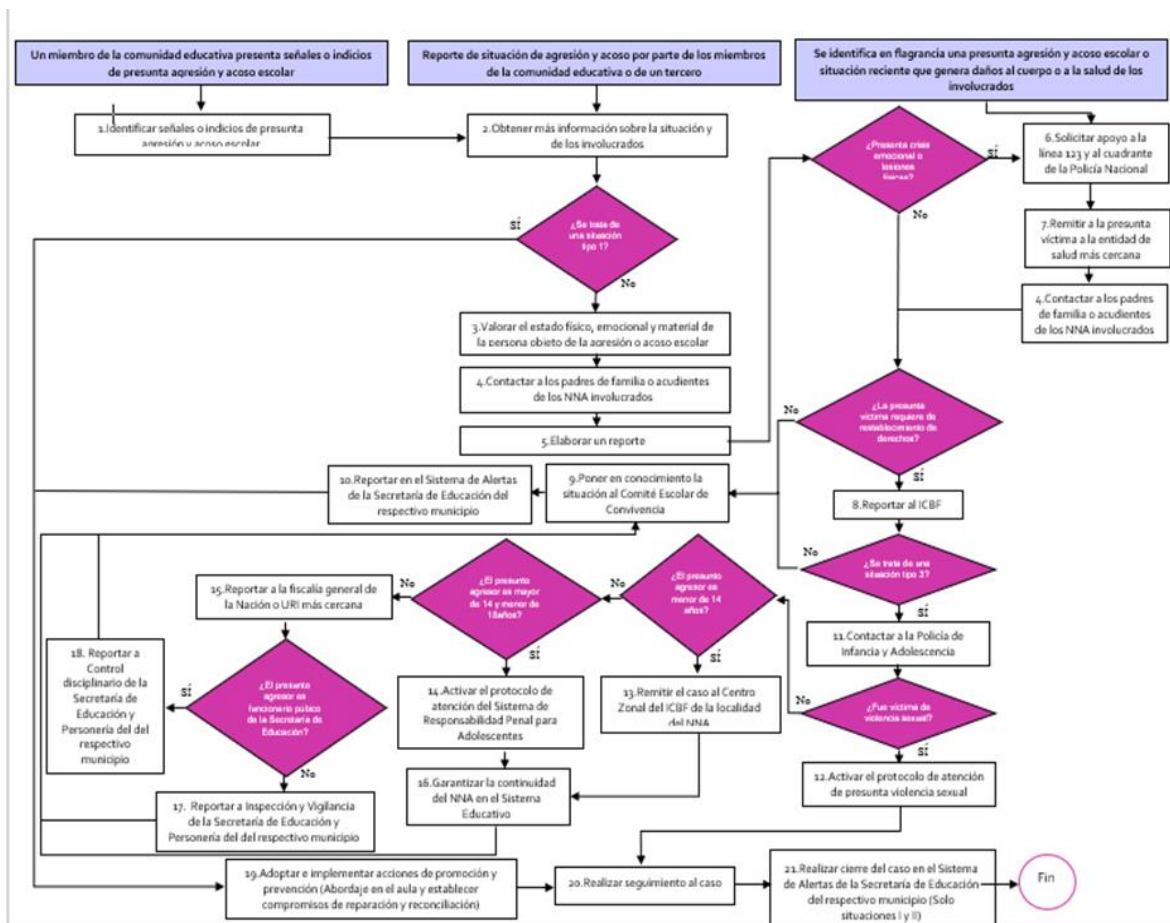 Un miembro de la comunidad educativa presenta señales o indicios
de presunta agresión y acoso escolar
Reporte de situación de agresión y acoso por parte de los miembros
de la comunidad educativa o de un tercero
Se identifica en flagrancia una presunta agresión y acoso escolar o
situación reciente que genera daños al cuerpo o a la salud de los
involucrados
1.Identificar señales o indicios de presunta
agresión y acoso escolar
2.Obtener más información sobre la situación y
de los involucrados
¿Presenta crisis
emocional o
lesiones
físicas?
sí
6. Solicitar apoyo a la
línea 123 y al cuadrante
de la Policía Nacional
No
7.Remitir a la presunta
víctima a la entidad de
salud más cercana
4.Contactar a los padres
de familia o acudientes
de los NNA involucrados
sí
¿Se trata de
una situación
tipo 1?
No
3.Valorar el estado físico, emocional y material de
la persona objeto de la agresión o acoso escolar
4.Contactar a los padres de familia o acudientes
de los NNA involucrados
5.Elaborar un reporte
No
¿La presunta
víctima requiere de
restablecimiento de
derechos?
sí
8.Reportar al ICBF
10.Reportar en el Sistema de Alertas
de la Secretaría de Educación del
respectivo municipio
9.Poner en conocimiento la
situación al Comité Escolar de
Convivencia
No
¿Se trata de una
situación tipo 3?
sí
11.Contactar a la Policía de
Infancia y Adolescencia
No
¿Fue víctima de
violencia sexual?
sí
12.Activar el protocolo de atención
de presunta violencia sexual
¿El presunto
agresor es
menor de 14
años?
No
sí
13.Remitir el caso al Centro
Zonal del ICBF de la localidad
del NNA
¿El presunto
agresor es mayor
de 14 y menor de
18años?
No
sí
14.Activar el protocolo de
atención del Sistema de
Responsabilidad Penal para
Adolescentes
16.Garantizar la continuidad
del NNA en el Sistema
Educativo
15.Reportar a la fiscalía general de
la Nación o URI más cercana
¿El presunto
agresor es
funcionario público
de la Secretaría de
Educación?
sí
18. Reportar a
Control
disciplinario de la
Secretaría de
Educación y
Personería del del
respectivo
municipio
No
17. Reportar a Inspección y Vigilancia
de la Secretaría de Educación y
Personería del del respectivo municipio
19.Adoptar e implementar acciones de promoción y
prevención (Abordaje en el aula y establecer
compromisos de reparación y reconciliación)
20.Realizar seguimiento al caso
21.Realizar cierre del caso en el Sistema
de Alertas de la Secretaría de Educación
del respectivo municipio (Solo
situaciones I y II)
Fin